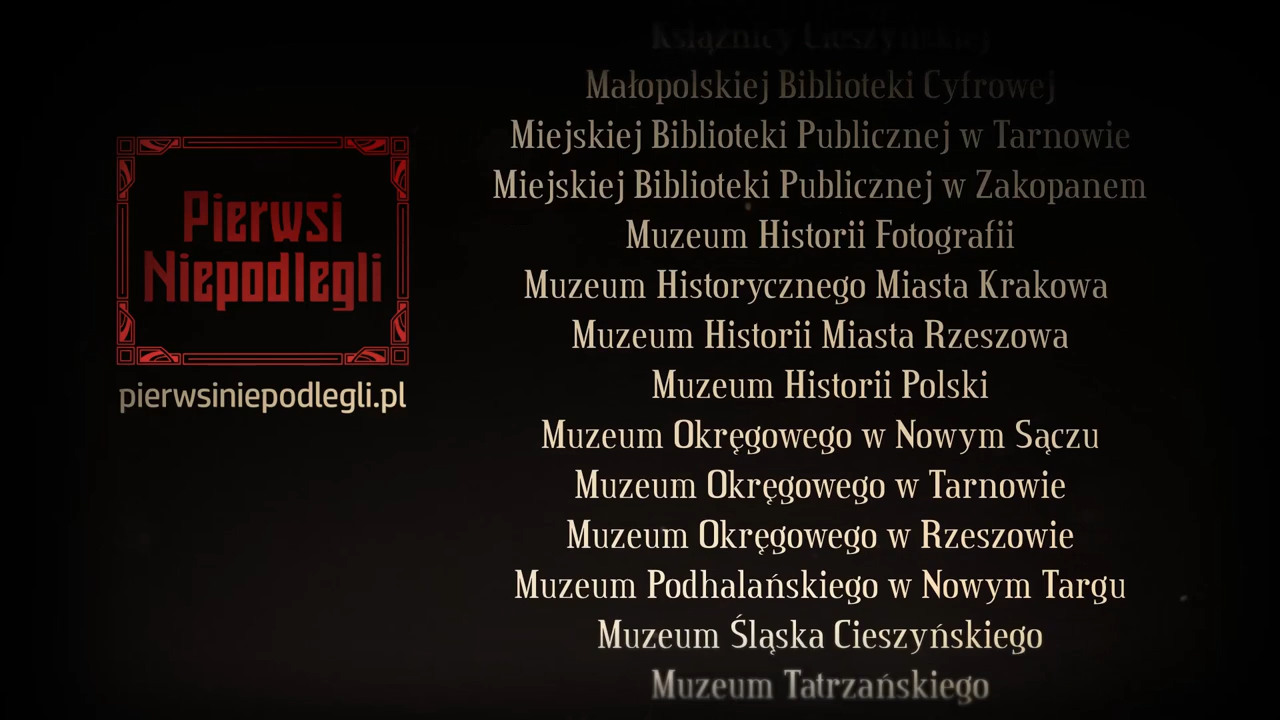 Pierwsi
Niepodlegli
pierwsiniepodlegli.pl
Książnicy Cieszyńskiej
Małopolskiej Biblioteki Cyfrowej
Miejskiej Biblioteki Publicznej w Tarnowie
Miejskiej Biblioteki Publicznej w Zakopanem
Muzeum Historii Fotografii
Muzeum Historycznego Miasta Krakowa
Muzeum Historii Miasta Rzeszowa
Muzeum Historii Polski
Muzeum Okręgowego w Nowym Sączu
Muzeum Okręgowego w Tarnowie
Muzeum Okręgowego w Rzeszowie
Muzeum Podhalańskiego w Nowym Targu
Muzeum Śląska Cieszyńskiego
Muzeum Tatrzańskiego